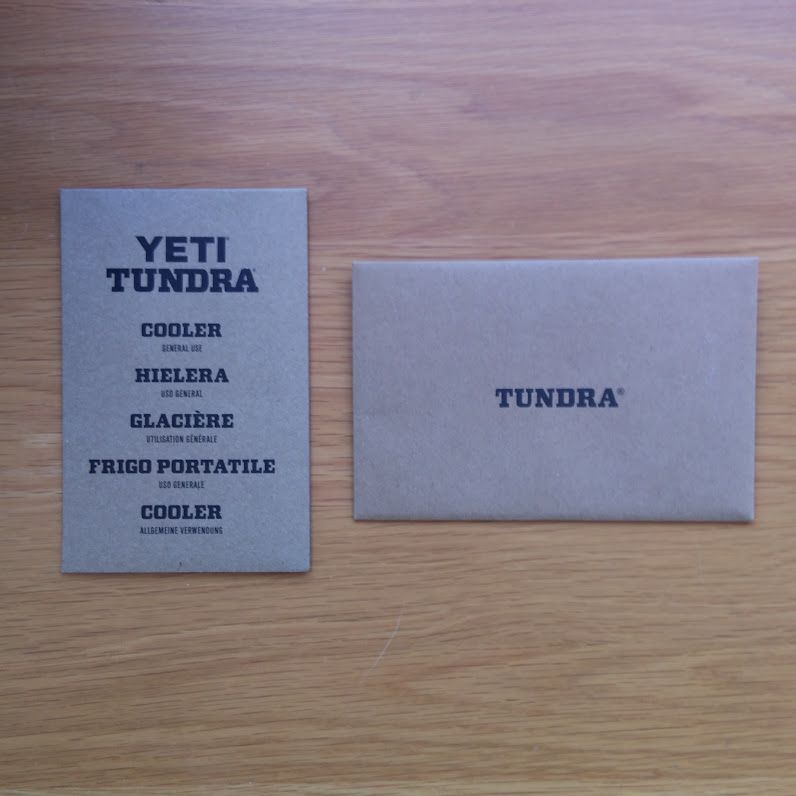 YETI
TUNDRA®
COOLER
GENERAL USE
HIELERA
USO GENERAL
GLACIÈRE
UTILISATION GÉNÉRALE
FRIGO PORTATILE
USO GENERALE
COOLER
ALLGEMEINE VERWENDUNG
TUNDRA®